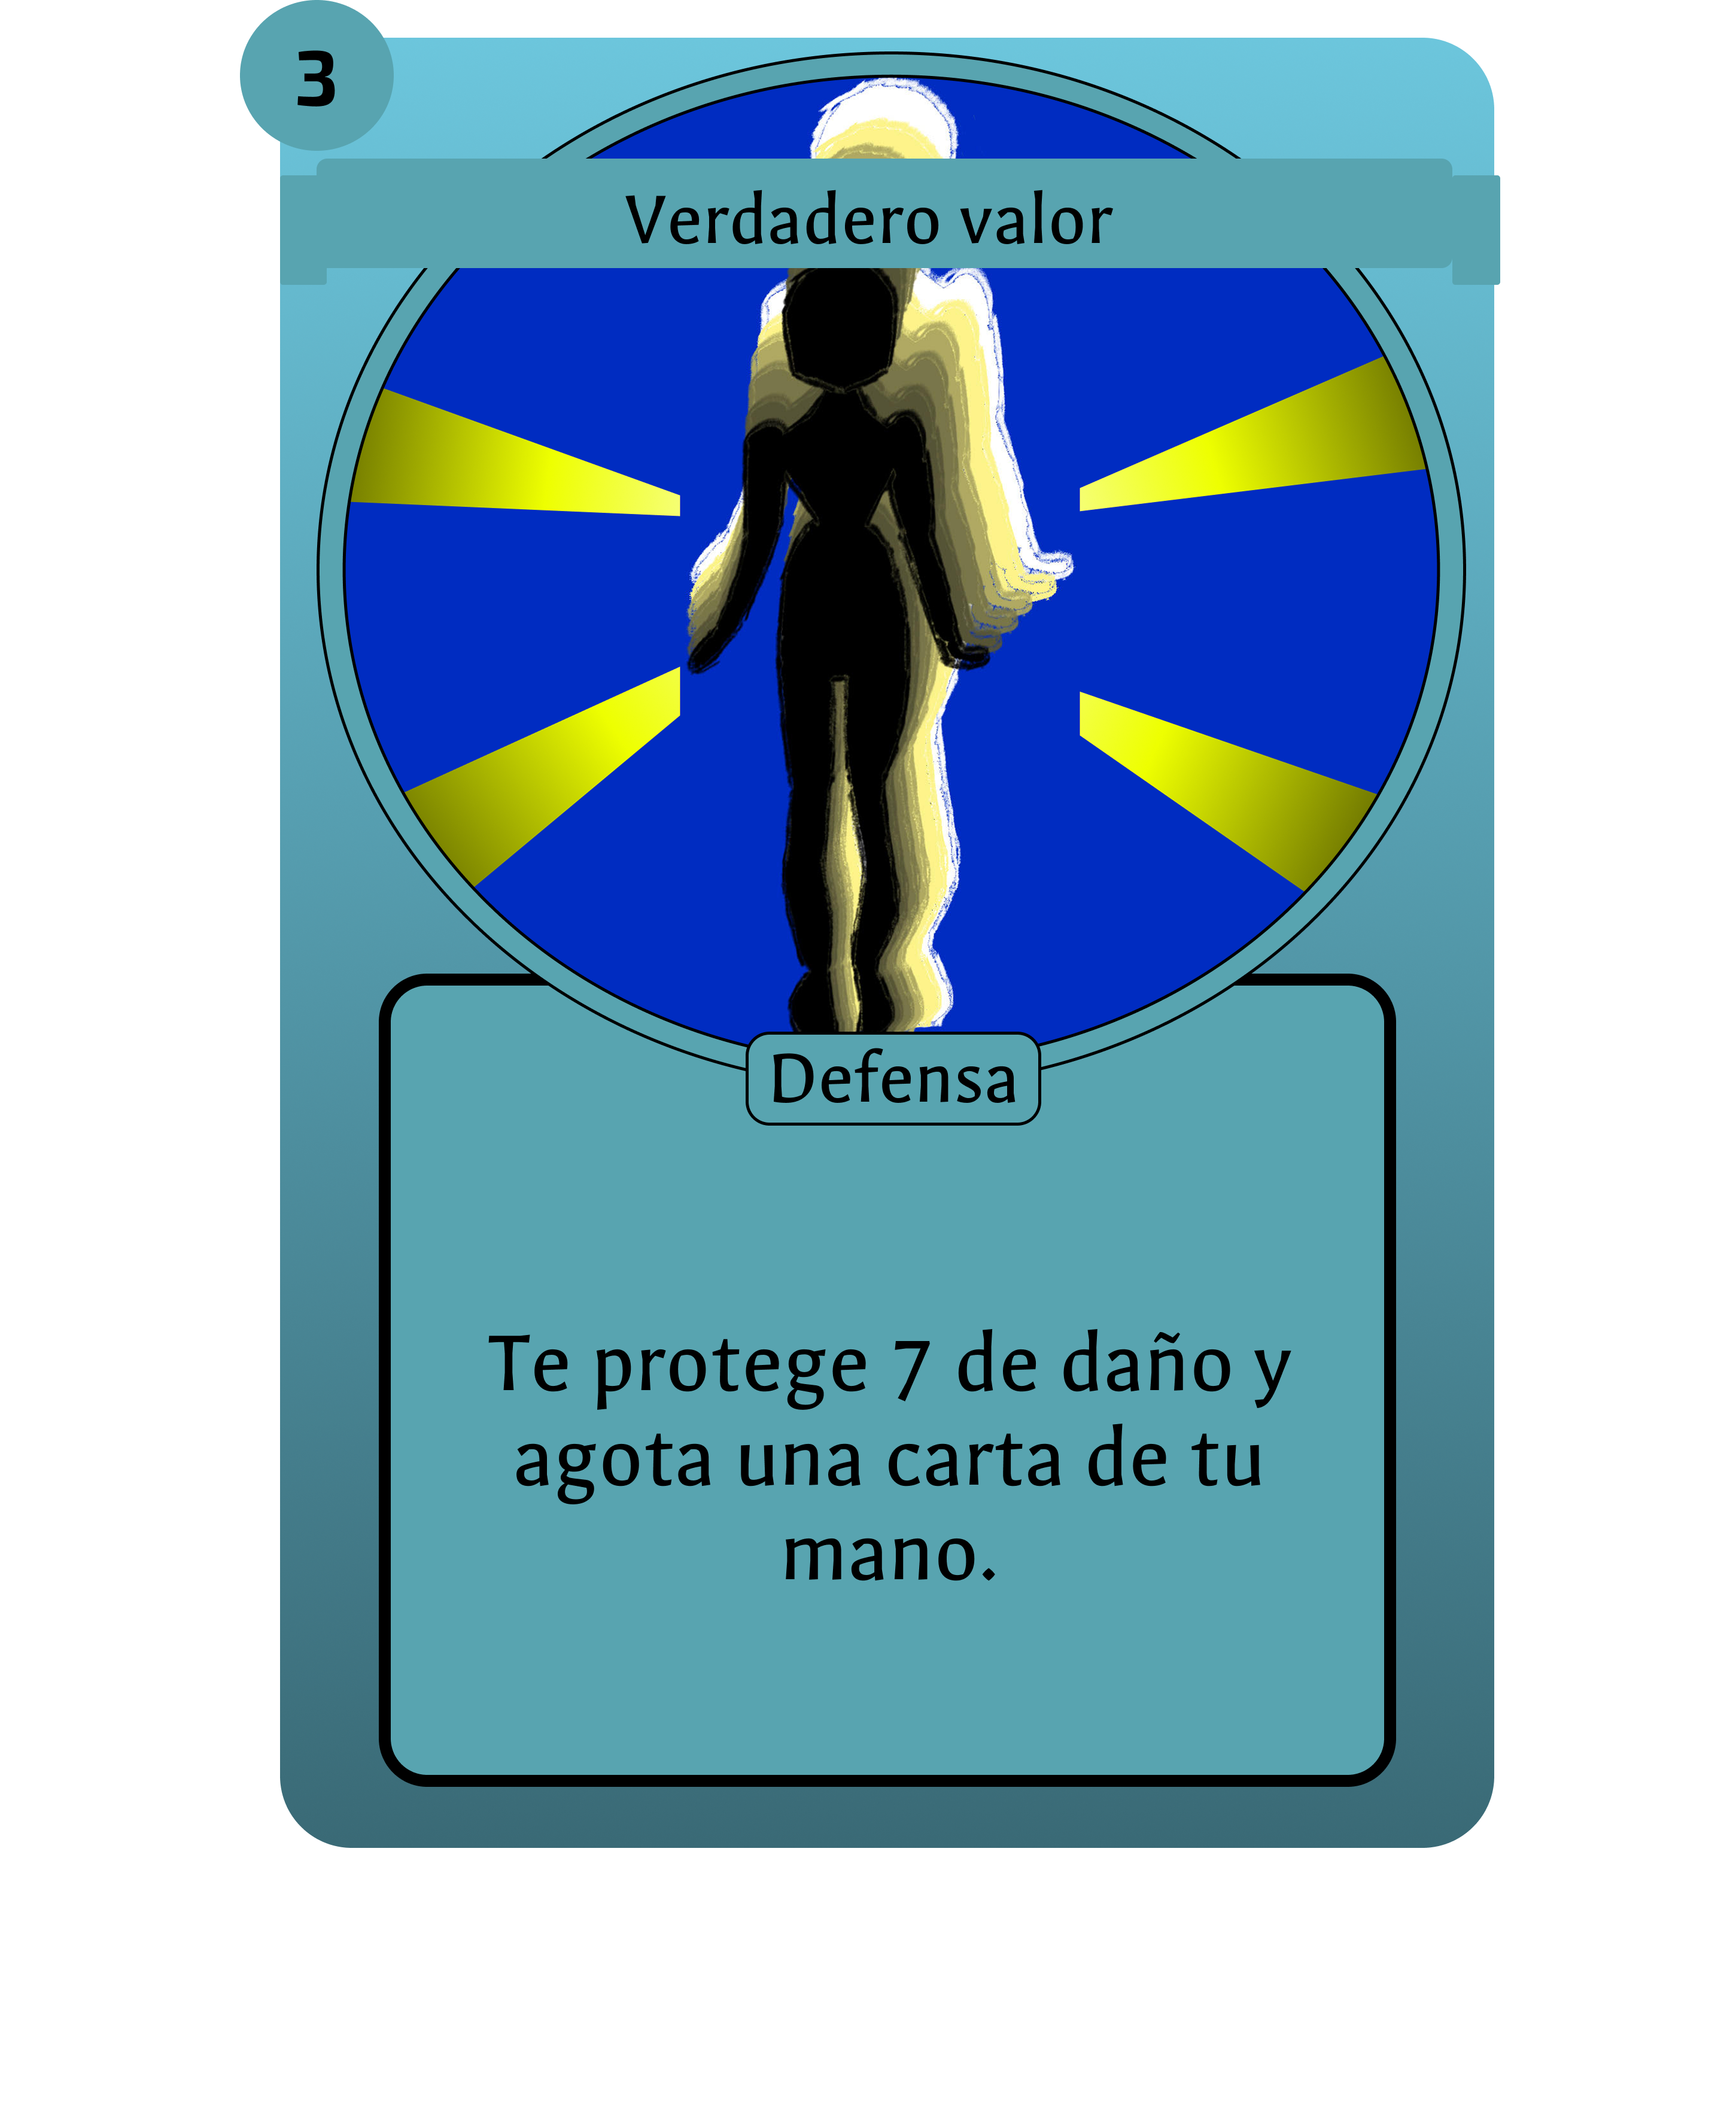 3
Verdadero valor
Defensa
Te protege 7 de daño y
agota una carta de tu
mano.